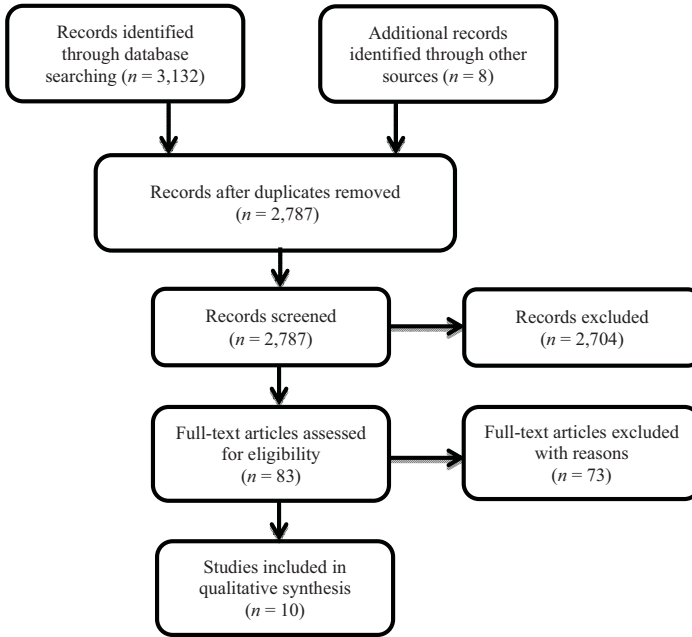 Records identified
through database
searching (n = 3,132)
Additional records
identified through other
sources (n = 8)
Records after duplicates removed
(n = 2,787)
Records screened
(n = 2,787)
Records excluded
(n = 2,704)
Full-text articles assessed
for eligibility
(n = 83)
Full-text articles excluded
with reasons
(n = 73)
Studies included in
qualitative synthesis
(n = 10)